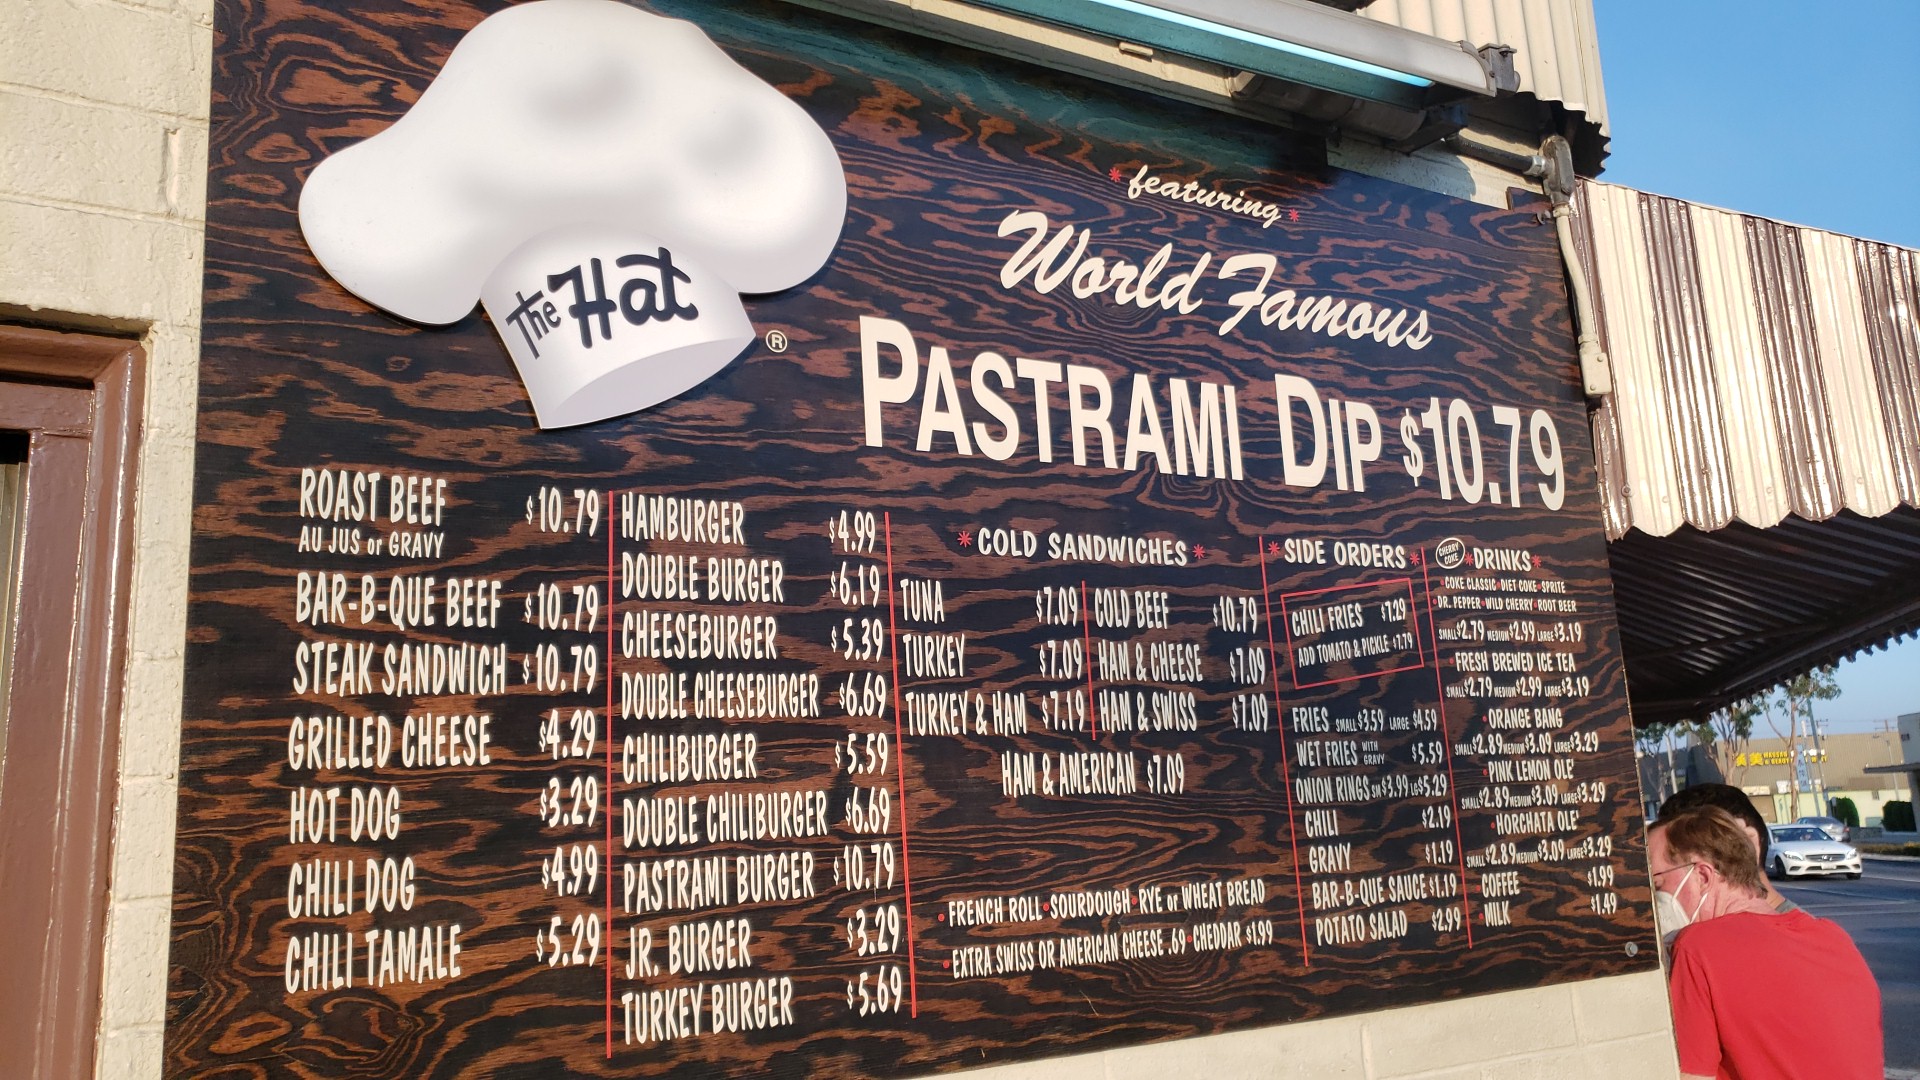 The Hat ®
* featuring *
World Famous
PASTRAMI DIP $10.79
ROAST BEEF $10.79
AU JUS or GRAVY
BAR-B-QUE BEEF $10.79
STEAK SANDWICH $10.79
GRILLED CHEESE $4.29
HOT DOG $3.29
CHILI DOG $4.99
CHILI TAMALE $5.29
HAMBURGER $4.99
DOUBLE BURGER $6.19
CHEESEBURGER $5.39
DOUBLE CHEESEBURGER $6.69
CHILIBURGER $5.59
DOUBLE CHILIBURGER $6.69
PASTRAMI BURGER $10.79
JR. BURGER $3.29
TURKEY BURGER $5.69
* COLD SANDWICHES *
TUNA $7.09
TURKEY $7.09
TURKEY & HAM $7.19
COLD BEEF $10.79
HAM & CHEESE $7.09
HAM & SWISS $7.09
HAM & AMERICAN $7.09
• FRENCH ROLL • SOURDOUGH • RYE or WHEAT BREAD
• EXTRA SWISS OR AMERICAN CHEESE .69 • CHEDDAR $1.99
* SIDE ORDERS *
CHILI FRIES $7.29
ADD TOMATO & PICKLE $7.79
FRIES SMALL $3.59 LARGE $4.59
WET FRIES WITH GRAVY $5.59
ONION RINGS SM $3.99 LG $5.29
CHILI $2.19
GRAVY $1.19
BAR-B-QUE SAUCE $1.19
POTATO SALAD $2.99
CHERRY COKE
* DRINKS *
• COKE CLASSIC • DIET COKE • SPRITE
• DR. PEPPER • WILD CHERRY • ROOT BEER
SMALL $2.79 MEDIUM $2.99 LARGE $3.19
• FRESH BREWED ICE TEA
SMALL $2.79 MEDIUM $2.99 LARGE $3.19
• ORANGE BANG
SMALL $2.89 MEDIUM $3.09 LARGE $3.29
• PINK LEMON OLE'
SMALL $2.89 MEDIUM $3.09 LARGE $3.29
• HORCHATA OLE'
SMALL $2.89 MEDIUM $3.09 LARGE $3.29
• COFFEE $1.99
• MILK $1.49